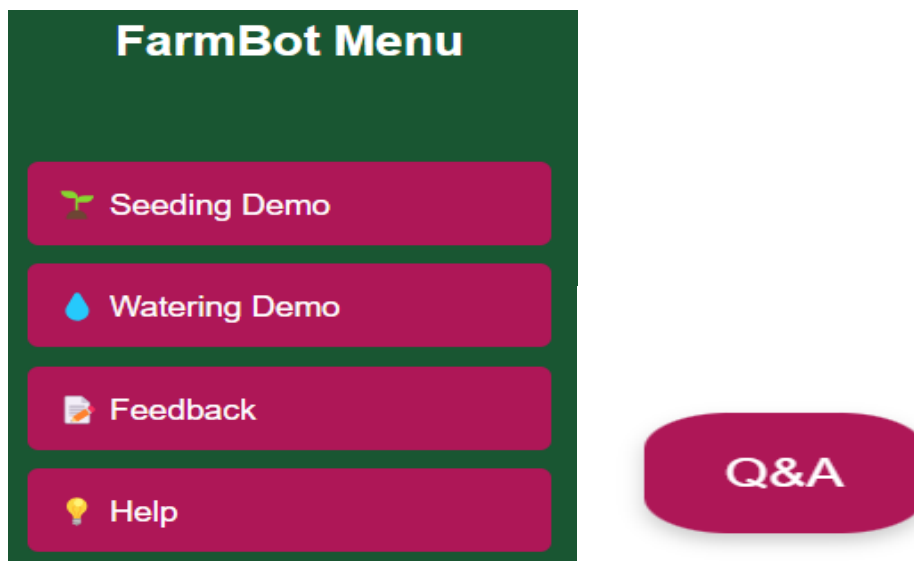 FarmBot Menu
Seeding Demo
Watering Demo
Feedback
Help
Q&A